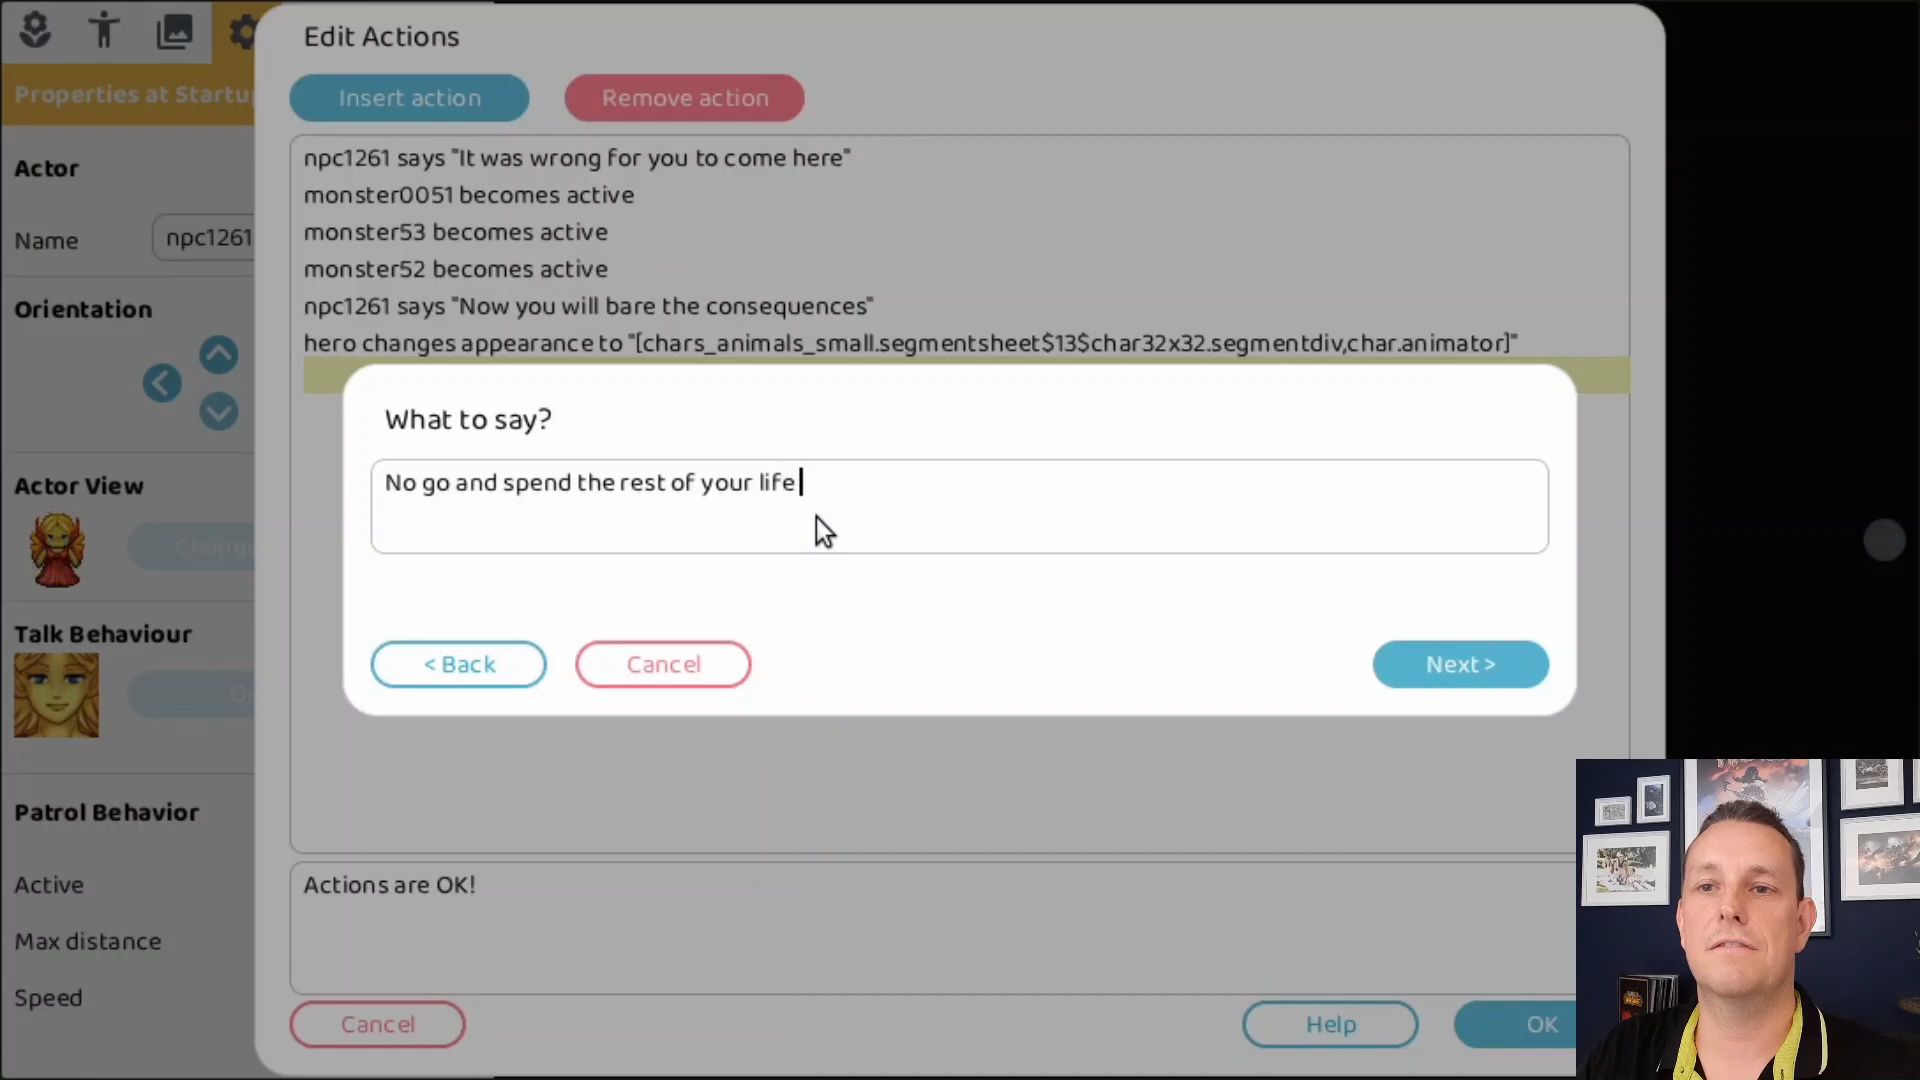 Edit Actions
Insert action
Remove action
Properties at Startu
Actor
Name
npc1261
Orientation
Actor View
Chang
Talk Behaviour
Patrol Behavior
Active
Max distance
Speed
npc1261 says "It was wrong for you to come here"
monster0051 becomes active
monster53 becomes active
monster52 becomes active
npc1261 says "Now you will bare the consequences"
hero changes appearance to "[chars_animals_small.segmentsheet$13$char32x32.segmentdiv,char.animator]"
What to say?
No go and spend the rest of your life
< Back
Cancel
Next >
Actions are OK!
Cancel
Help
OK